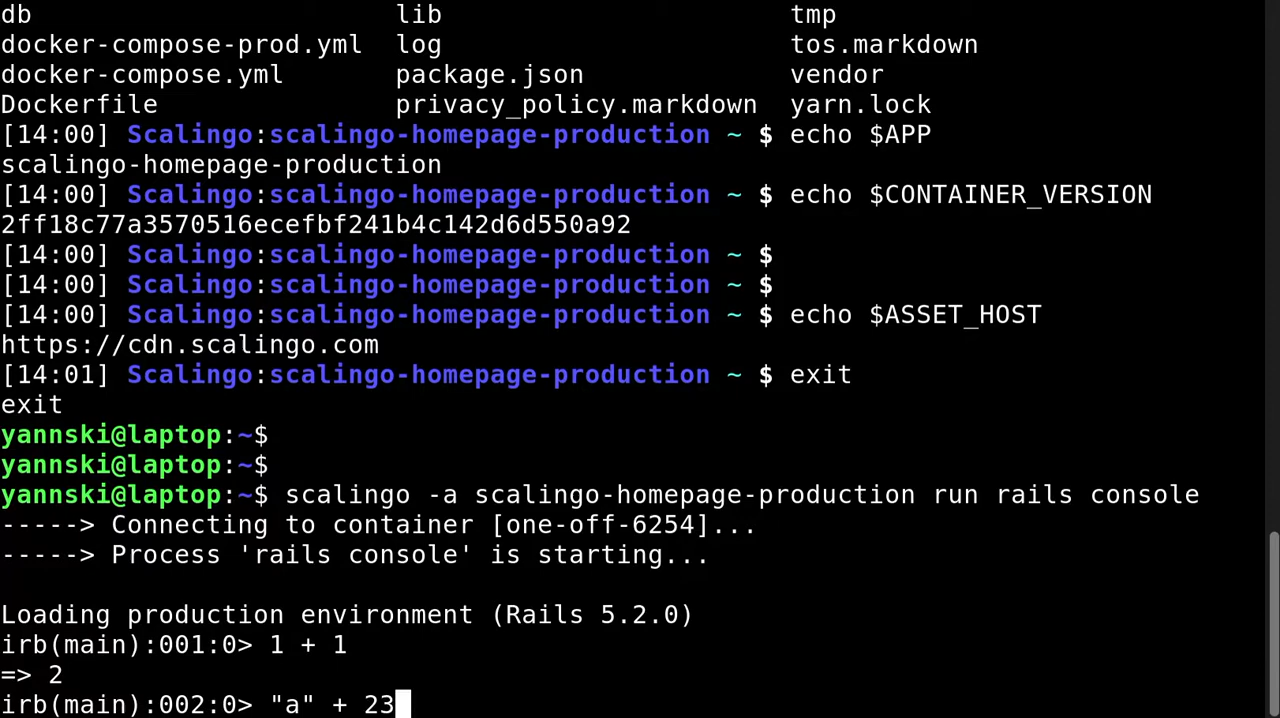 db                       lib                      tmp
docker-compose-prod.yml  log                      tos.markdown
docker-compose.yml       package.json             vendor
Dockerfile               privacy_policy.markdown  yarn.lock
[14:00] Scalingo:scalingo-homepage-production ~ $ echo $APP
scalingo-homepage-production
[14:00] Scalingo:scalingo-homepage-production ~ $ echo $CONTAINER_VERSION
2ff18c77a3570516ecefbf241b4c142d6d550a92
[14:00] Scalingo:scalingo-homepage-production ~ $
[14:00] Scalingo:scalingo-homepage-production ~ $
[14:00] Scalingo:scalingo-homepage-production ~ $ echo $ASSET_HOST
https://cdn.scalingo.com
[14:01] Scalingo:scalingo-homepage-production ~ $ exit
exit
yannski@laptop:~$
yannski@laptop:~$
yannski@laptop:~$ scalingo -a scalingo-homepage-production run rails console
-----> Connecting to container [one-off-6254]...
-----> Process 'rails console' is starting...

Loading production environment (Rails 5.2.0)
irb(main):001:0> 1 + 1
=> 2
irb(main):002:0> "a" + 23